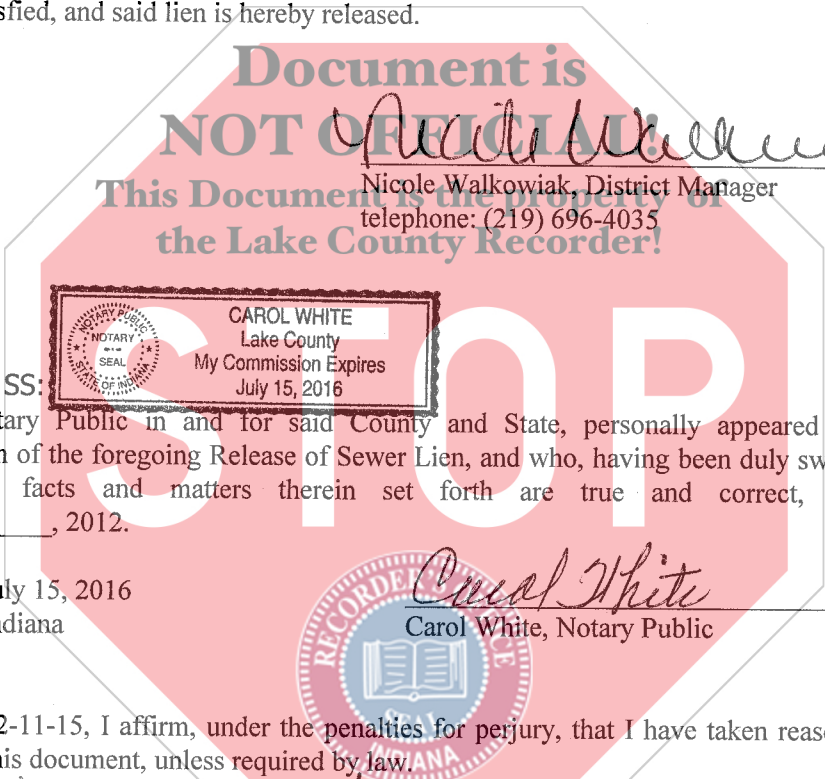 sfied, and said lien is hereby released.
Document is
NOT OFFICIAL!
This Document is the property of
the Lake County Recorder!
Nicole Walkowiak
Nicole Walkowiak, District Manager
telephone: (219) 696-4035
STOP
NOTARY PUBLIC
NOTARY
SEAL
STATE OF INDIANA
CAROL WHITE
Lake County
My Commission Expires
July 15, 2016
SS:
tary Public in and for said County and State, personally appeared
n of the foregoing Release of Sewer Lien, and who, having been duly sw
facts and matters therein set forth are true and correct,
, 2012.
Carol White
uly 15, 2016
ndiana
Carol White, Notary Public
RECORDER'S OFFICE
SEAL
INDIANA
2-11-15, I affirm, under the penalties for perjury, that I have taken reas
his document, unless required by law.